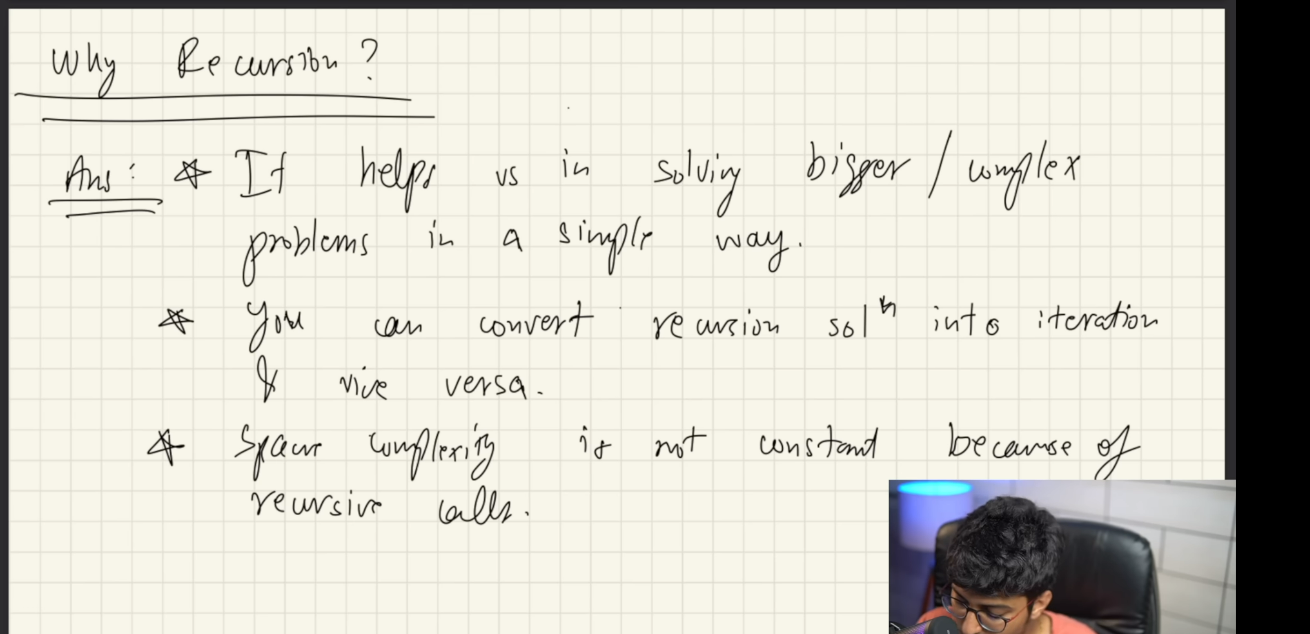 Why Recursion?
Ans: * It helps us in solving bigger / complex
problems in a simple way.
* You can convert recursion solⁿ into iteration
& vice versa.
* Space complexity is not constant because of
recursive calls.